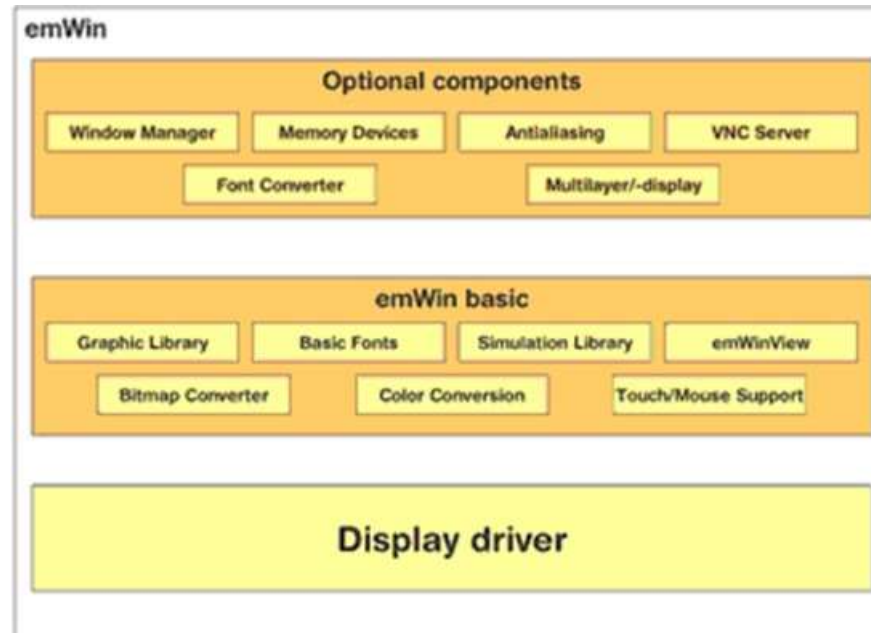 emWin
Optional components
Window Manager
Memory Devices
Antialiasing
VNC Server
Font Converter
Multilayer/-display
emWin basic
Graphic Library
Basic Fonts
Simulation Library
emWinView
Bitmap Converter
Color Conversion
Touch/Mouse Support
Display driver